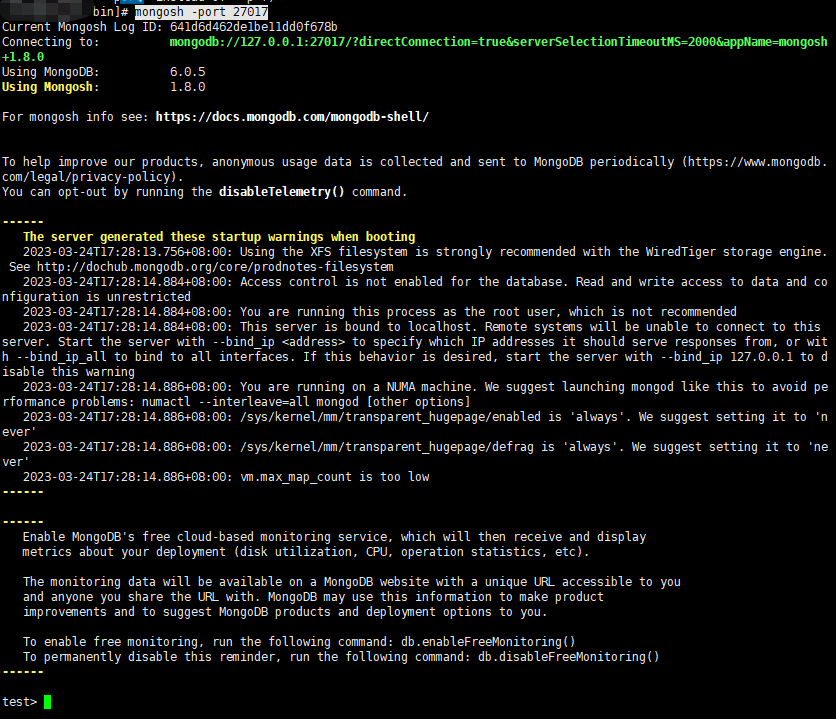 bin]# mongosh -port 27017
Current Mongosh Log ID: 641d6d462de1be11dd0f678b
Connecting to:          mongodb://127.0.0.1:27017/?directConnection=true&serverSelectionTimeoutMS=2000&appName=mongosh
+1.8.0
Using MongoDB:          6.0.5
Using Mongosh:          1.8.0
For mongosh info see: https://docs.mongodb.com/mongodb-shell/
To help improve our products, anonymous usage data is collected and sent to MongoDB periodically (https://www.mongodb.
com/legal/privacy-policy).
You can opt-out by running the disableTelemetry() command.
------
   The server generated these startup warnings when booting
   2023-03-24T17:28:13.756+08:00: Using the XFS filesystem is strongly recommended with the WiredTiger storage engine.
 See http://dochub.mongodb.org/core/prodnotes-filesystem
   2023-03-24T17:28:14.884+08:00: Access control is not enabled for the database. Read and write access to data and co
nfiguration is unrestricted
   2023-03-24T17:28:14.884+08:00: You are running this process as the root user, which is not recommended
   2023-03-24T17:28:14.884+08:00: This server is bound to localhost. Remote systems will be unable to connect to this
server. Start the server with --bind_ip <address> to specify which IP addresses it should serve responses from, or wit
h --bind_ip_all to bind to all interfaces. If this behavior is desired, start the server with --bind_ip 127.0.0.1 to d
isable this warning
   2023-03-24T17:28:14.886+08:00: You are running on a NUMA machine. We suggest launching mongod like this to avoid pe
rformance problems: numactl --interleave=all mongod [other options]
   2023-03-24T17:28:14.886+08:00: /sys/kernel/mm/transparent_hugepage/enabled is 'always'. We suggest setting it to 'n
ever'
   2023-03-24T17:28:14.886+08:00: /sys/kernel/mm/transparent_hugepage/defrag is 'always'. We suggest setting it to 'ne
ver'
   2023-03-24T17:28:14.886+08:00: vm.max_map_count is too low
------
------
   Enable MongoDB's free cloud-based monitoring service, which will then receive and display
   metrics about your deployment (disk utilization, CPU, operation statistics, etc).
   The monitoring data will be available on a MongoDB website with a unique URL accessible to you
   and anyone you share the URL with. MongoDB may use this information to make product
   improvements and to suggest MongoDB products and deployment options to you.
   To enable free monitoring, run the following command: db.enableFreeMonitoring()
   To permanently disable this reminder, run the following command: db.disableFreeMonitoring()
------
test>